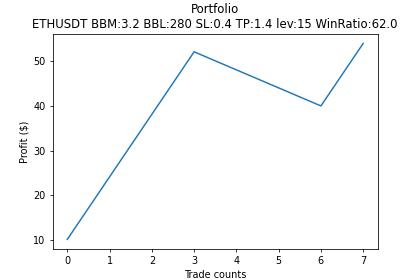 Portfolio
ETHUSDT BBM:3.2 BBL:280 SL:0.4 TP:1.4 lev:15 WinRatio:62.0
50
40
30
20
10
Profit ($)
0 1 2 3 4 5 6 7
Trade counts